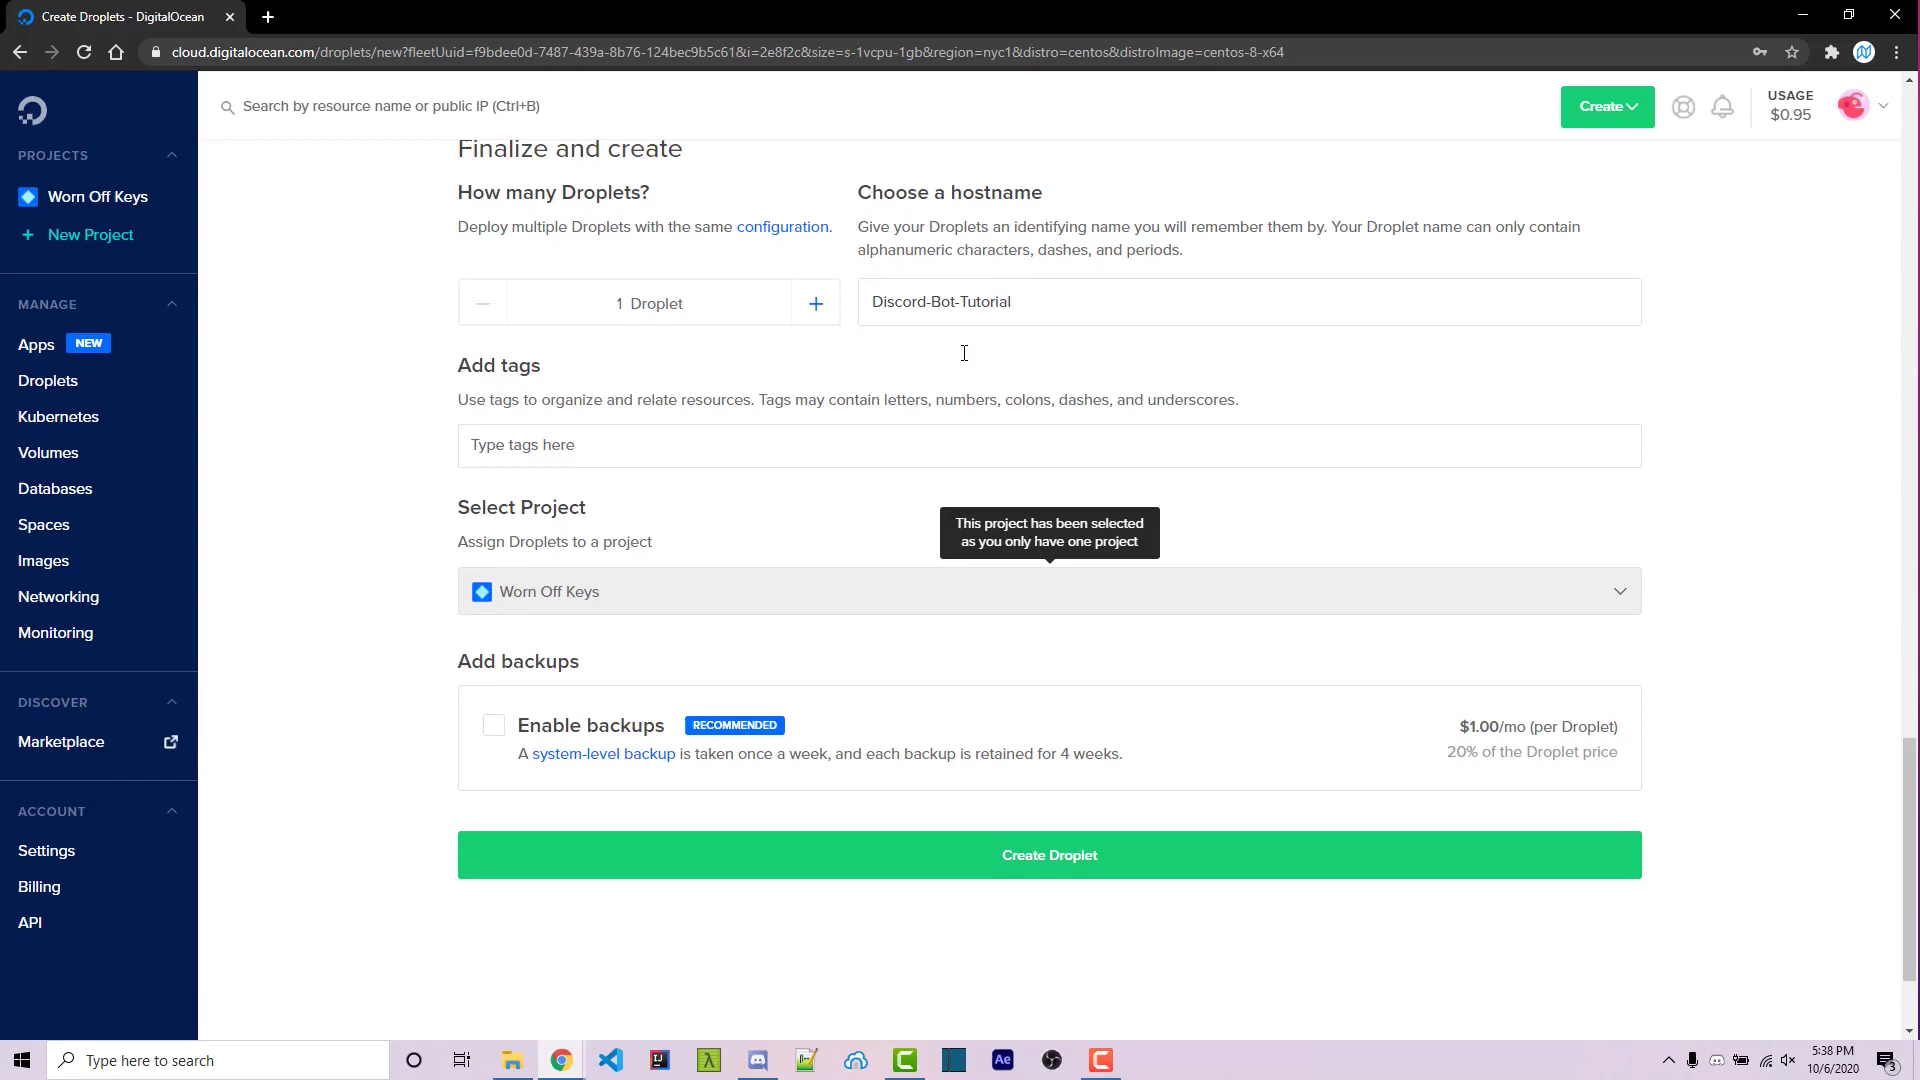 Create Droplets - DigitalOcean
cloud.digitalocean.com/droplets/new?fleetUuid=f9bdee0d-7487-439a-8b76-124bec9b5c61&i=2e8f2c&size=s-1vcpu-1gb&region=nyc1&distro=centos&distroImage=centos-8-x64
Search by resource name or public IP (Ctrl+B)
Create
USAGE
$0.95
PROJECTS
Worn Off Keys
+ New Project
MANAGE
Apps NEW
Droplets
Kubernetes
Volumes
Databases
Spaces
Images
Networking
Monitoring
DISCOVER
Marketplace
ACCOUNT
Settings
Billing
API
Finalize and create
How many Droplets?
Deploy multiple Droplets with the same configuration.
1 Droplet
Choose a hostname
Give your Droplets an identifying name you will remember them by. Your Droplet name can only contain
alphanumeric characters, dashes, and periods.
Discord-Bot-Tutorial
Add tags
Use tags to organize and relate resources. Tags may contain letters, numbers, colons, dashes, and underscores.
Type tags here
Select Project
Assign Droplets to a project
This project has been selected
as you only have one project
Worn Off Keys
Add backups
Enable backups RECOMMENDED
A system-level backup is taken once a week, and each backup is retained for 4 weeks.
$1.00/mo (per Droplet)
20% of the Droplet price
Create Droplet
Type here to search
IJ
λ
Ae
5:38 PM
10/6/2020
3